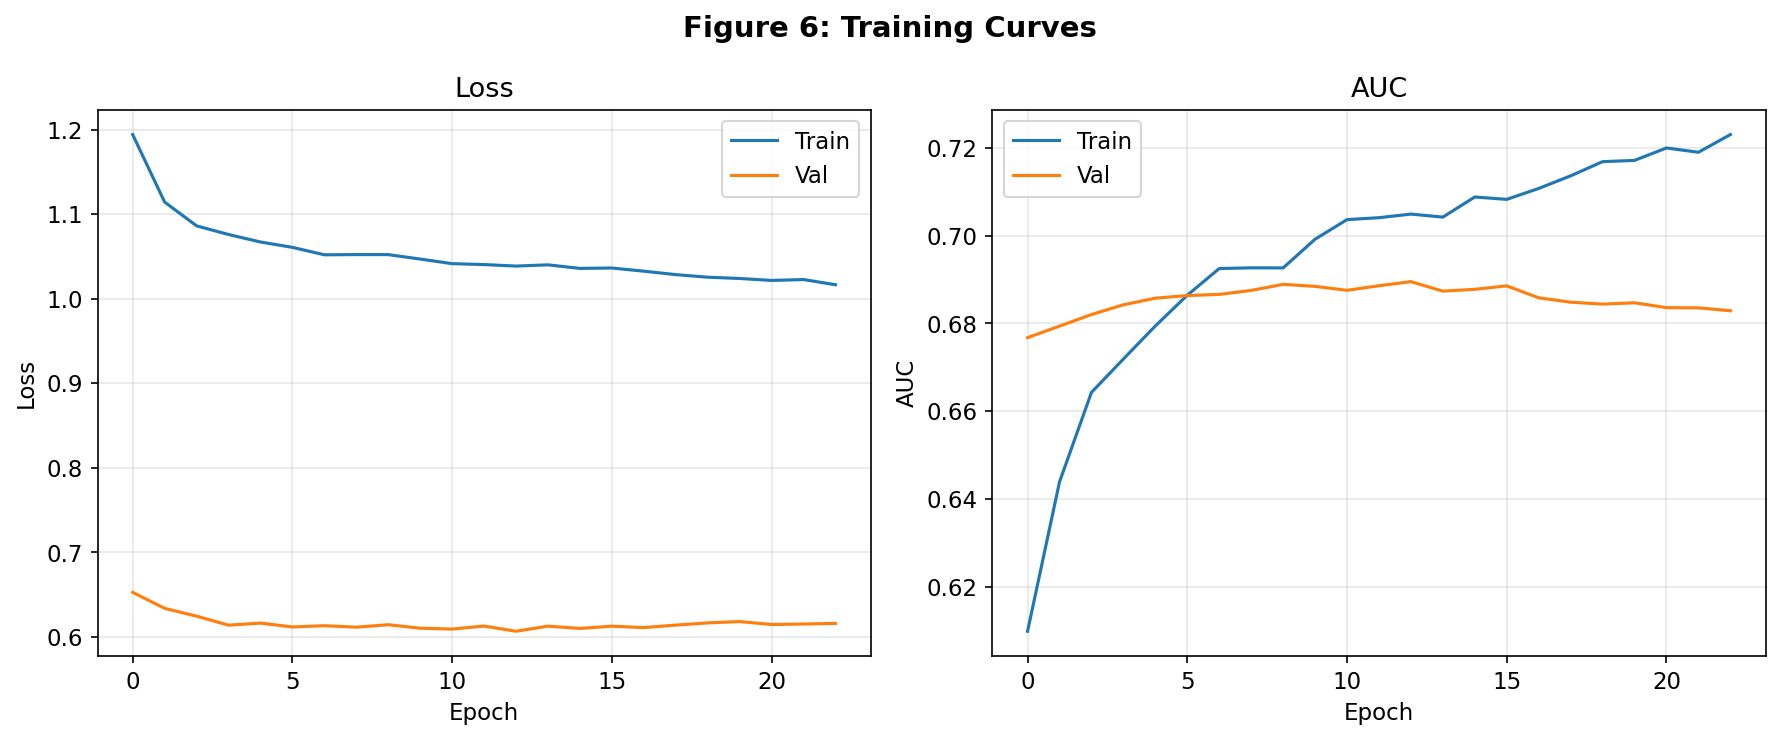 Figure 6: Training Curves
Loss
Train
Val
1.2
1.1
1.0
0.9
0.8
0.7
0.6
Loss
0 5 10 15 20
Epoch
AUC
Train
Val
0.72
0.70
0.68
0.66
0.64
0.62
AUC
0 5 10 15 20
Epoch